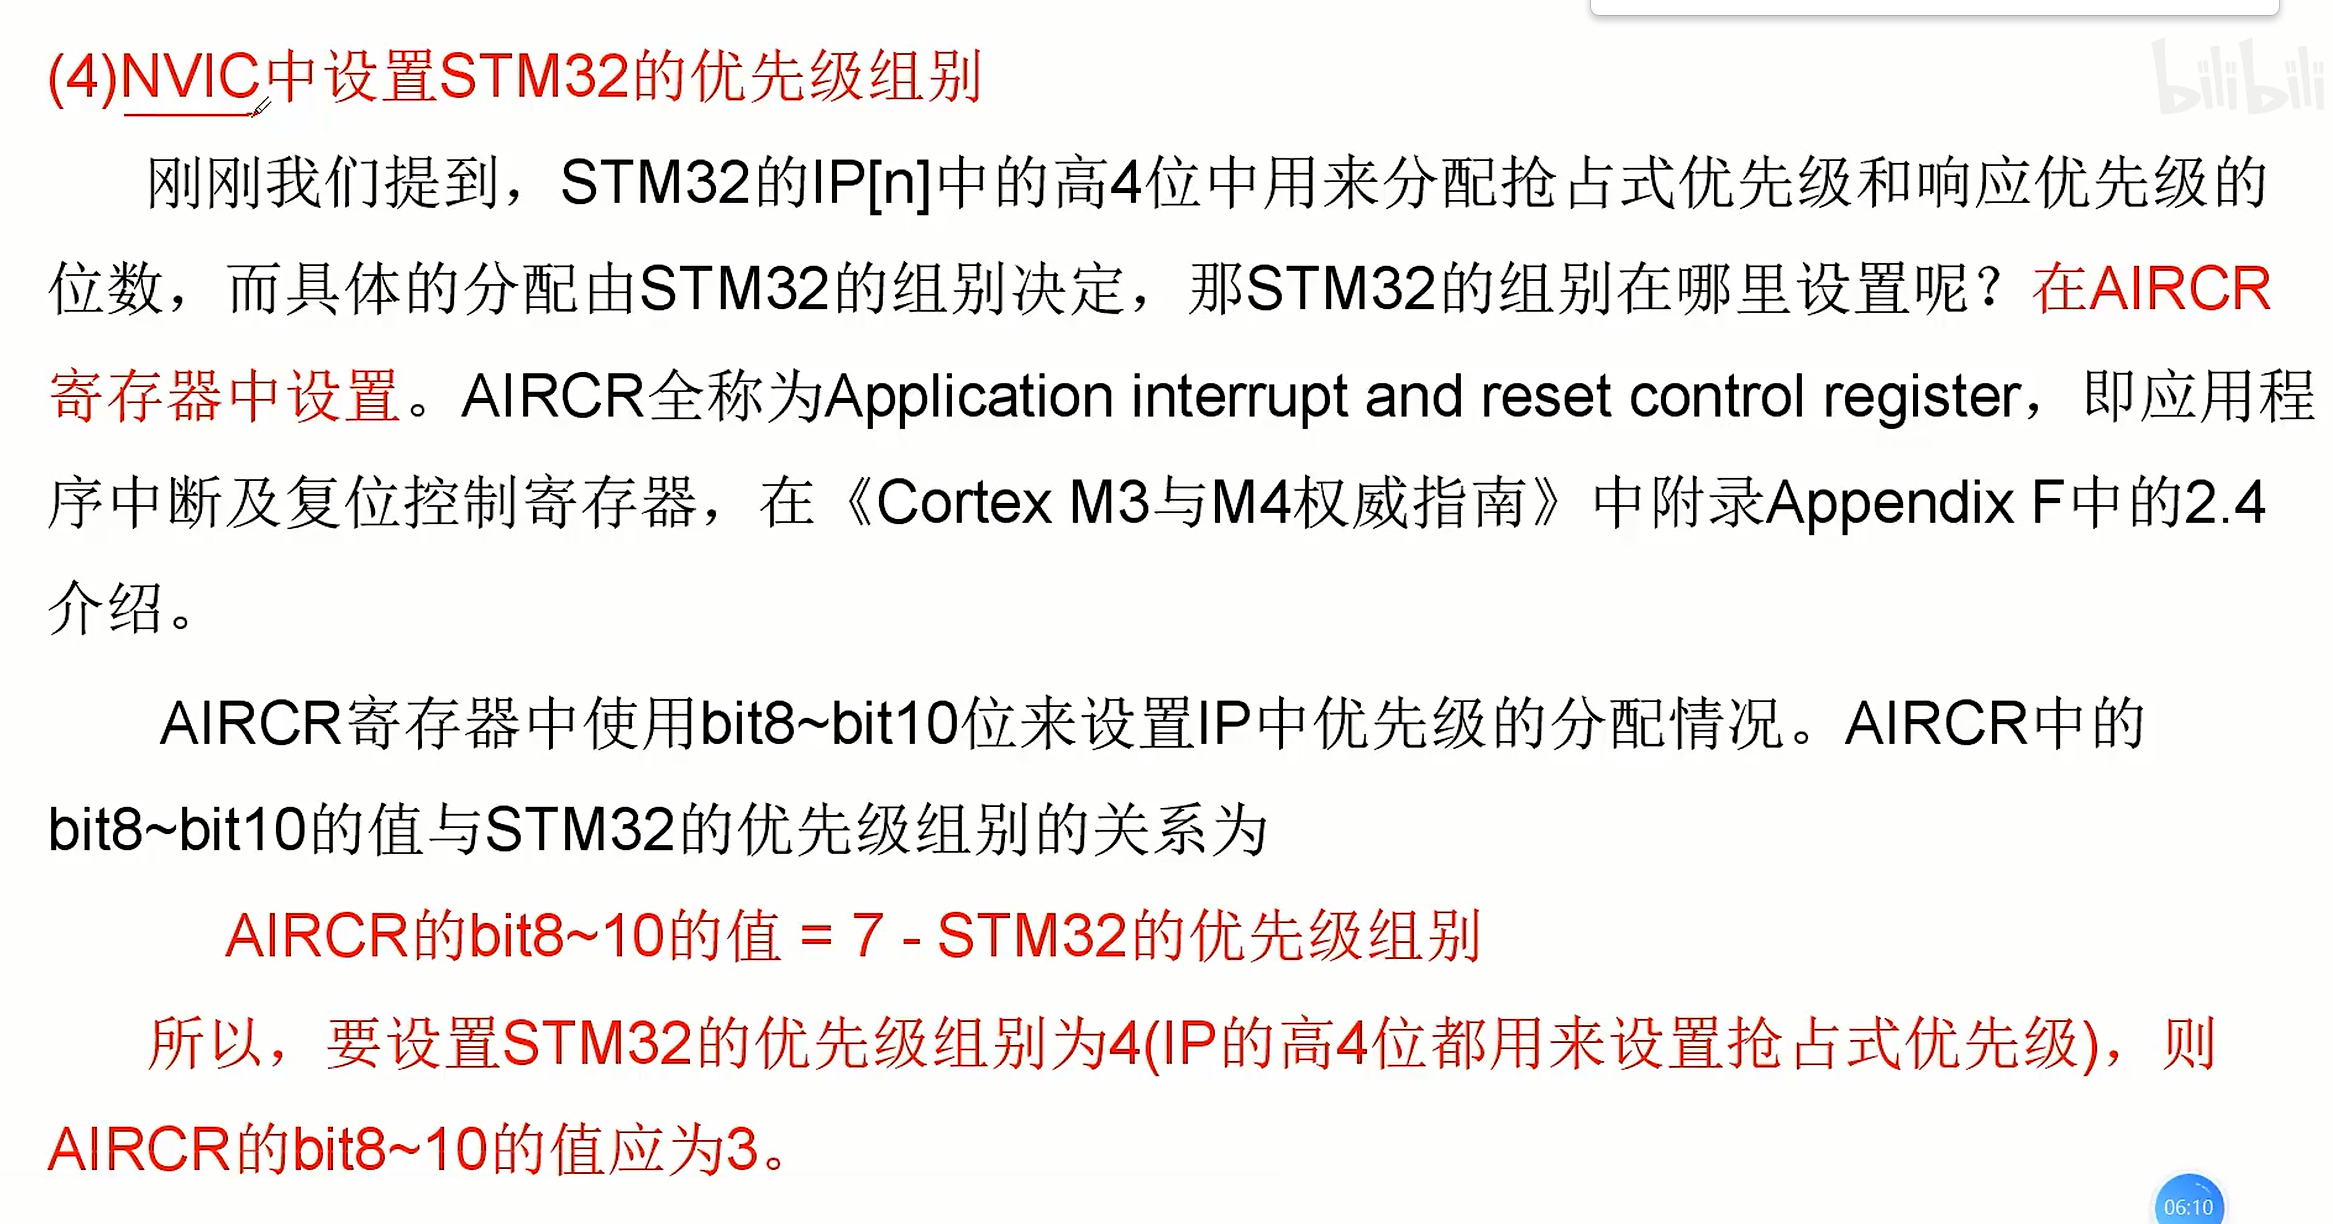 bilibili
(4)NVIC中设置STM32的优先级组别
刚刚我们提到，STM32的IP[n]中的高4位中用来分配抢占式优先级和响应优先级的
位数，而具体的分配由STM32的组别决定，那STM32的组别在哪里设置呢？在AIRCR
寄存器中设置。AIRCR全称为Application interrupt and reset control register，即应用程
序中断及复位控制寄存器，在《Cortex M3与M4权威指南》中附录Appendix F中的2.4
介绍。
AIRCR寄存器中使用bit8~bit10位来设置IP中优先级的分配情况。AIRCR中的
bit8~bit10的值与STM32的优先级组别的关系为
AIRCR的bit8~10的值 = 7 - STM32的优先级组别
所以，要设置STM32的优先级组别为4(IP的高4位都用来设置抢占式优先级)，则
AIRCR的bit8~10的值应为3。
06:10